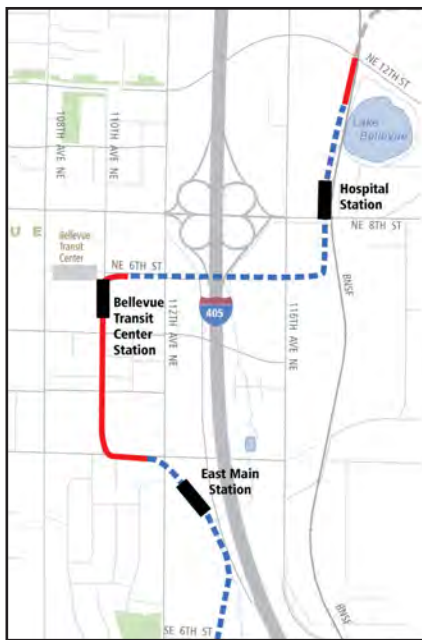 NE 12TH ST
108TH AVE NE
110TH AVE NE
Lake
Bellevue
Hospital
Station
U E
NE 8TH ST
Bellevue
Transit
Center
NE 6TH ST
BNSF
Bellevue
Transit
Center
Station
112TH AVE NE
405
116TH AVE NE
East Main
Station
BNSF
SE 6TH ST